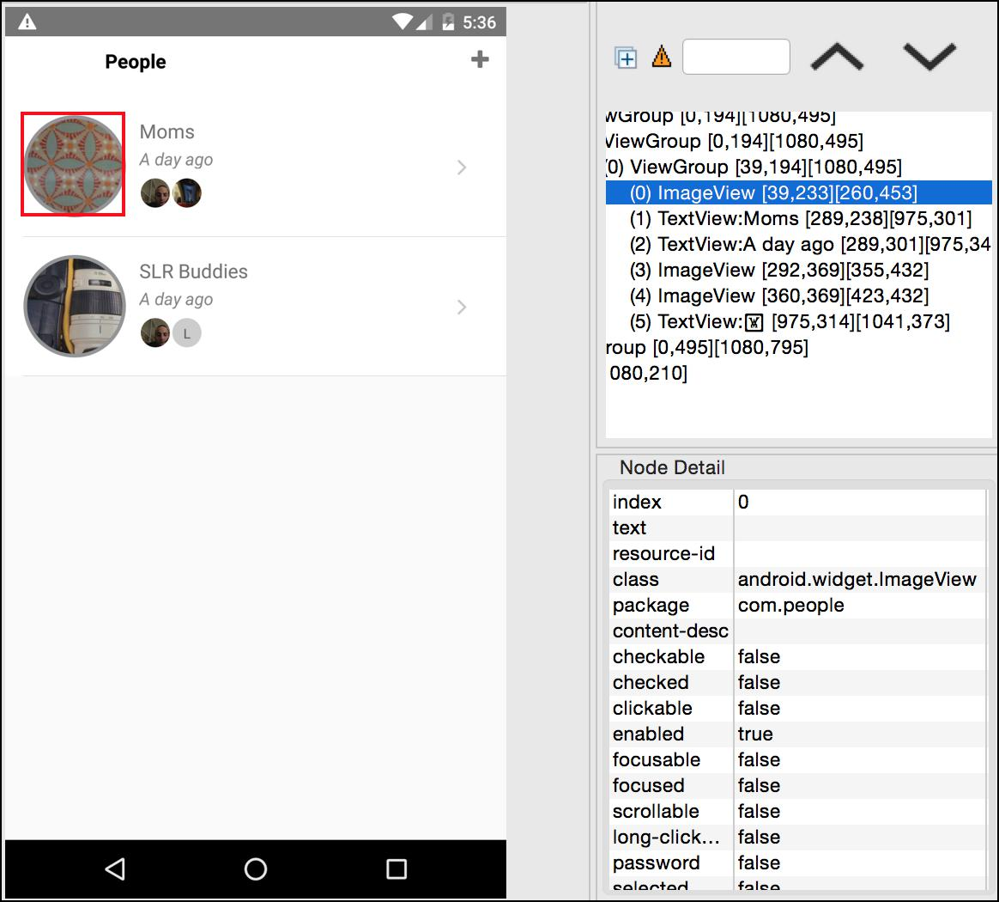 5:36
People
Moms
A day ago
SLR Buddies
A day ago
L
wGroup [0,194][1080,495]
ViewGroup [0,194][1080,495]
(0) ViewGroup [39,194][1080,495]
(0) ImageView [39,233][260,453]
(1) TextView:Moms [289,238][975,301]
(2) TextView:A day ago [289,301][975,34
(3) ImageView [292,369][355,432]
(4) ImageView [360,369][423,432]
(5) TextView: [975,314][1041,373]
roup [0,495][1080,795]
080,210]
Node Detail
index 0
text
resource-id
class android.widget.ImageView
package com.people
content-desc
checkable false
checked false
clickable false
enabled true
focusable false
focused false
scrollable false
long-click... false
password false
selected false